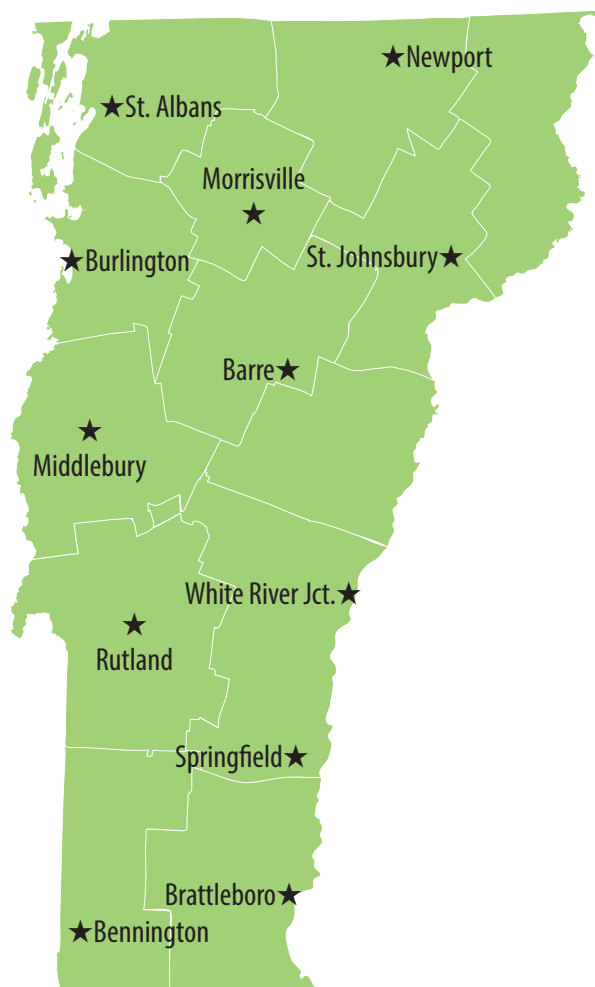 Newport
St. Albans
Morrisville
St. Johnsbury
Burlington
Barre
Middlebury
White River Jct.
Rutland
Springfield
Brattleboro
Bennington